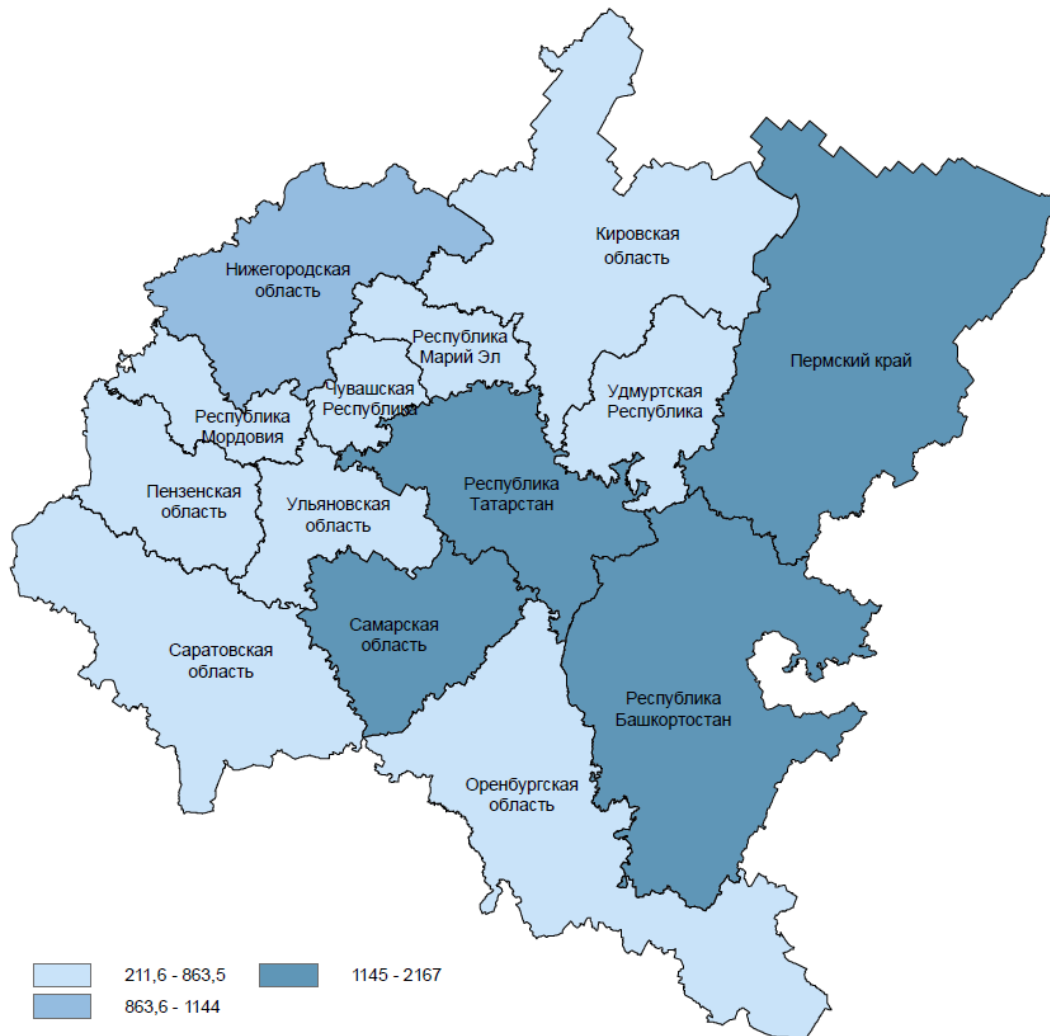 Кировская
область
Нижегородская
область
Республика
Марий Эл
Пермский край
Чувашская
Республика
Удмуртская
Республика
Республика
Мордовия
Республика
Татарстан
Пензенская
область
Ульяновская
область
Самарская
область
Саратовская
область
Республика
Башкортостан
Оренбургская
область
211,6 - 863,5
1145 - 2167
863,6 - 1144